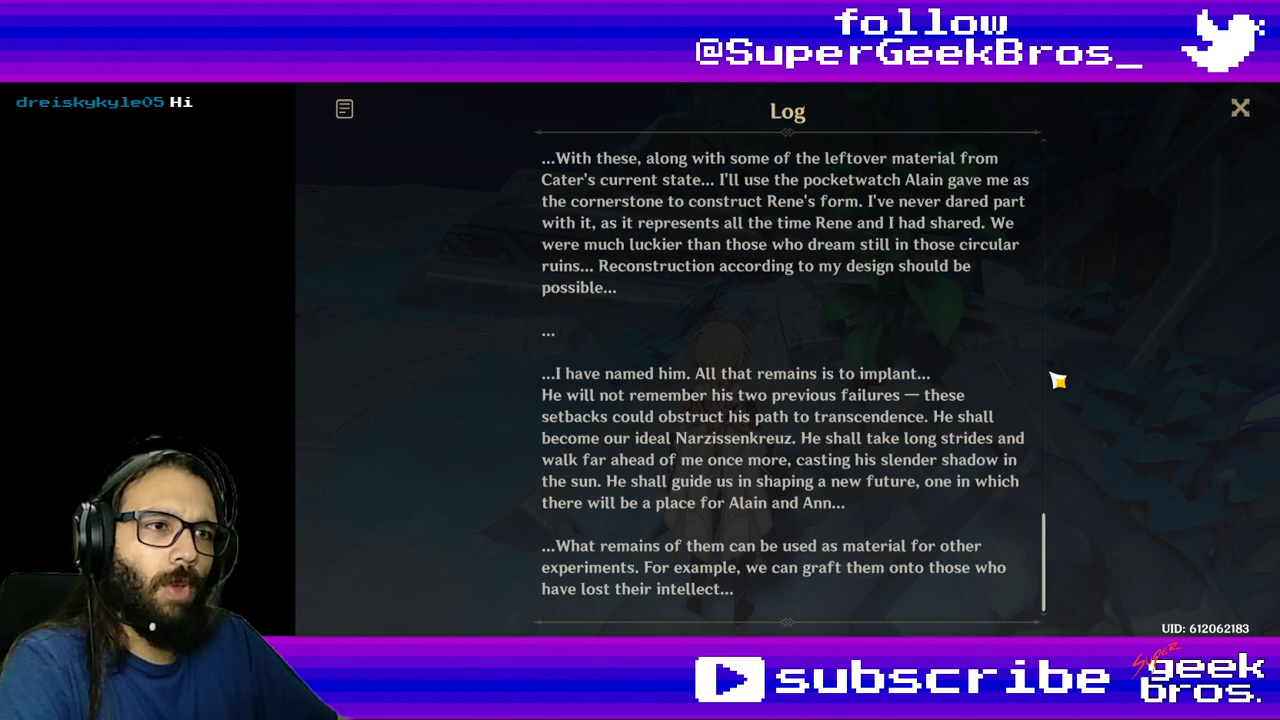 follow
@SuperGeekBros_
dreiskykyle05 Hi
Log
...With these, along with some of the leftover material from
Cater's current state... I'll use the pocketwatch Alain gave me as
the cornerstone to construct Rene's form. I've never dared part
with it, as it represents all the time Rene and I had shared. We
were much luckier than those who dream still in those circular
ruins... Reconstruction according to my design should be
possible...
...
...I have named him. All that remains is to implant...
He will not remember his two previous failures — these
setbacks could obstruct his path to transcendence. He shall
become our ideal Narzissenkreuz. He shall take long strides and
walk far ahead of me once more, casting his slender shadow in
the sun. He shall guide us in shaping a new future, one in which
there will be a place for Alain and Ann...
...What remains of them can be used as material for other
experiments. For example, we can graft them onto those who
have lost their intellect...
UID: 612062183
subscribe
SUPER
geek
bros.